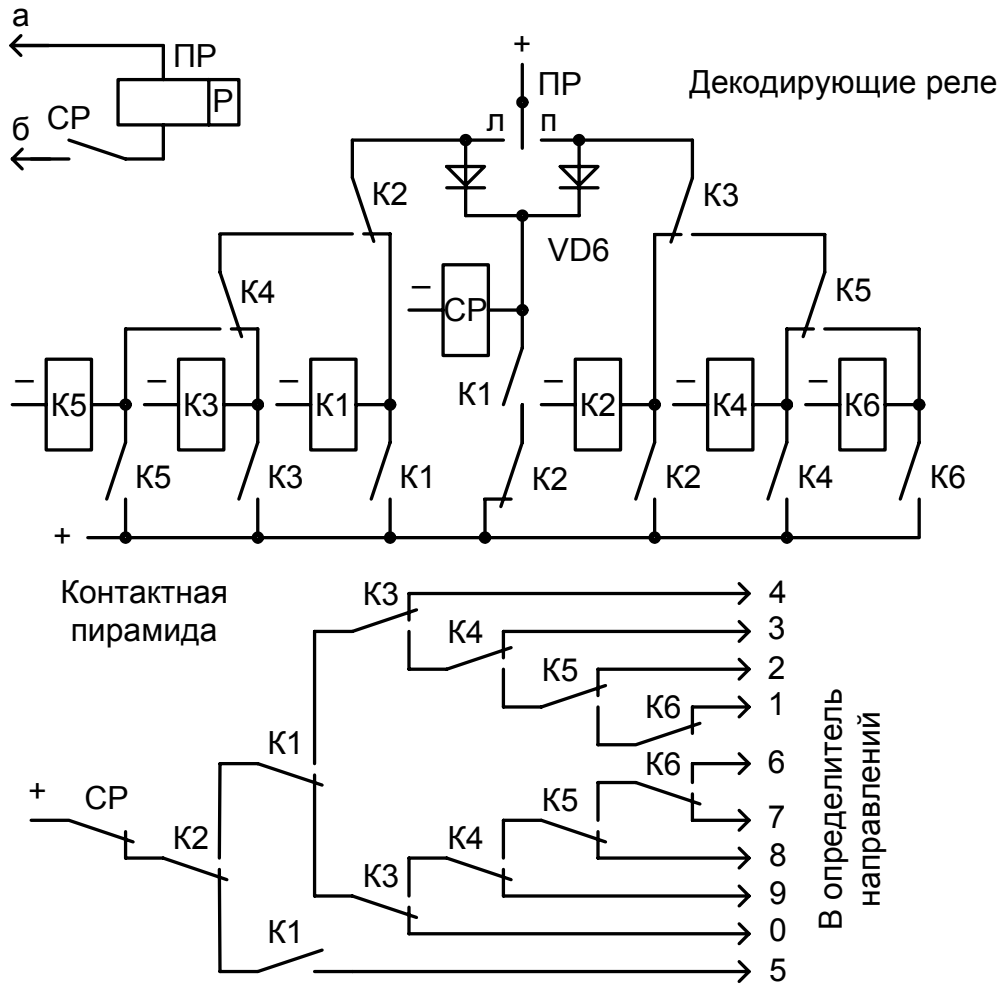 а
ПР
Р
б
СР
+
ПР
л п
Декодирующие реле
К2
К3
VD6
К4
– СР
К5
К1
– К5
– К3
– К1
– К2
– К4
– К6
К5
К3
К1
К2
К2
К4
К6
+
Контактная
пирамида
К3
4
К4
3
К5
2
К6
1
К1
К6
6
+ СР
К5
7
К2
К4
8
К3
9
К1
0
5
В определитель
направлений